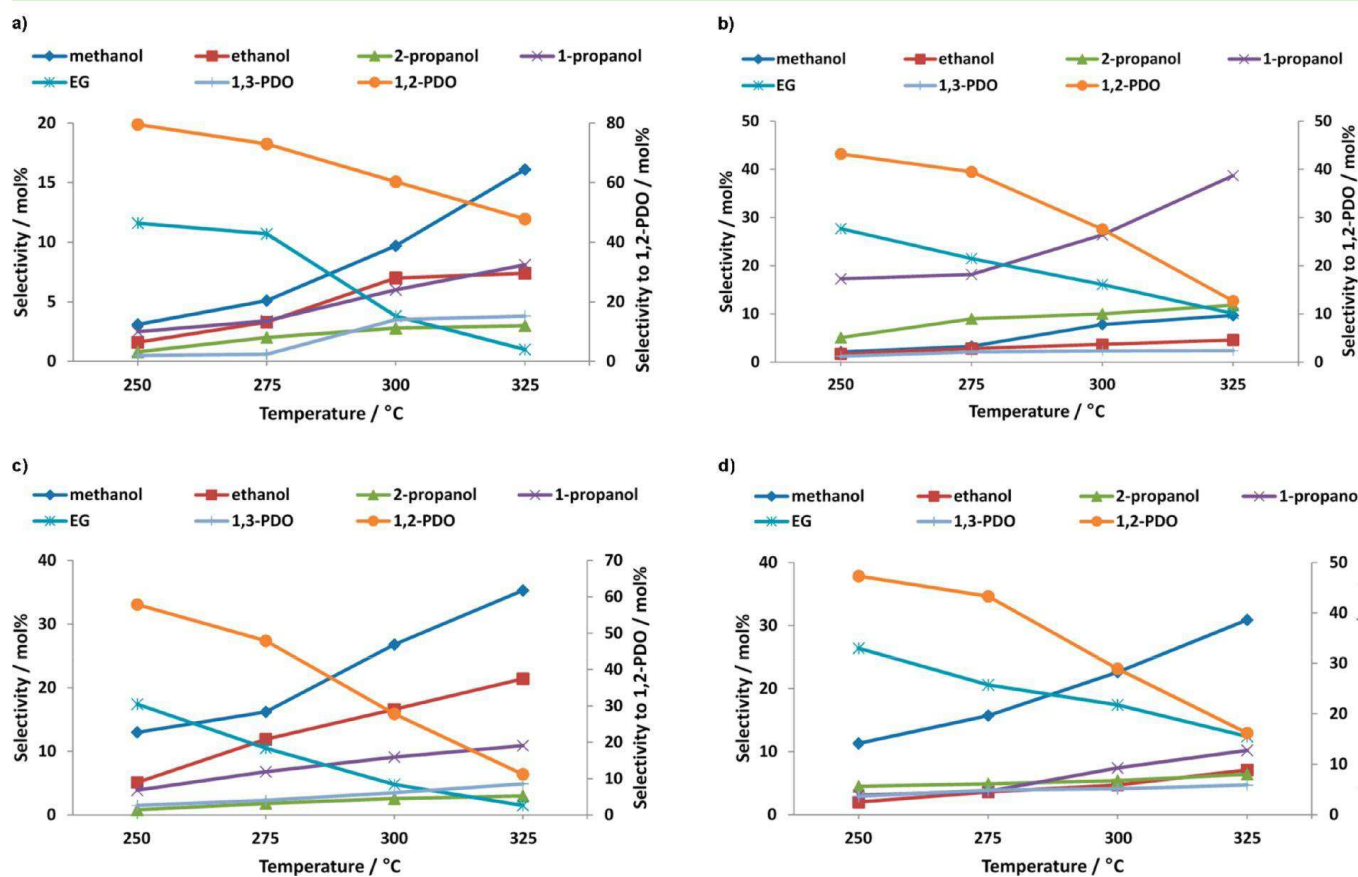 a)
methanol ethanol 2-propanol 1-propanol
EG 1,3-PDO 1,2-PDO
Selectivity / mol%
20
15
10
5
0
80
60
40
20
0
Selectivity to 1,2-PDO / mol%
250 275 300 325
Temperature / °C
b)
methanol ethanol 2-propanol 1-propanol
EG 1,3-PDO 1,2-PDO
Selectivity / mol%
50
40
30
20
10
0
50
40
30
20
10
0
Selectivity to 1,2-PDO / mol%
250 275 300 325
Temperature / °C
c)
methanol ethanol 2-propanol 1-propanol
EG 1,3-PDO 1,2-PDO
Selectivity / mol%
40
30
20
10
0
70
60
50
40
30
20
10
0
Selectivity to 1,2-PDO / mol%
250 275 300 325
Temperature / °C
d)
methanol ethanol 2-propanol 1-propano
EG 1,3-PDO 1,2-PDO
Selectivity / mol%
40
30
20
10
0
50
40
30
20
10
0
250 275 300 325
Temperature / °C